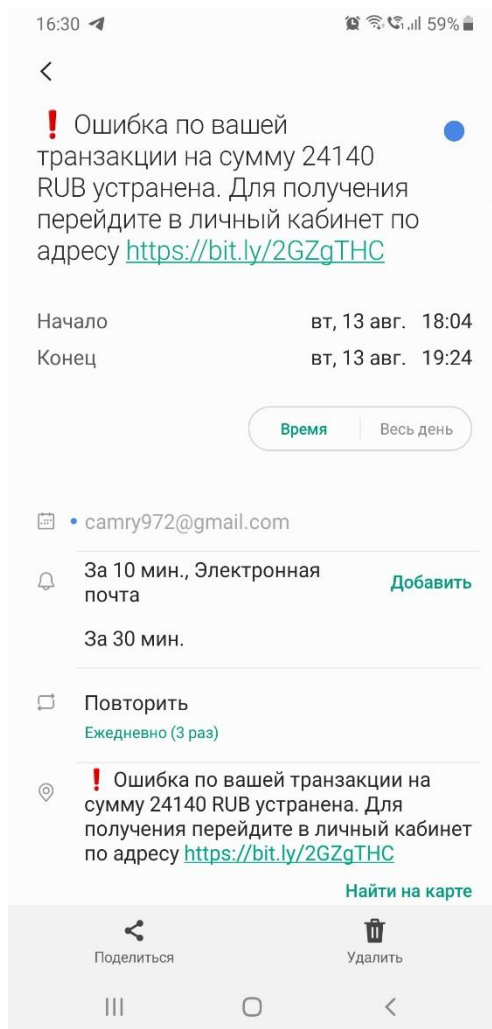 16:30 59%
❗ Ошибка по вашей
транзакции на сумму 24140
RUB устранена. Для получения
перейдите в личный кабинет по
адресу https://bit.ly/2GZgTHC
Начало вт, 13 авг. 18:04
Конец вт, 13 авг. 19:24
Время Весь день
camry972@gmail.com
За 10 мин., Электронная
почта
Добавить
За 30 мин.
Повторить
Ежедневно (3 раз)
❗ Ошибка по вашей транзакции на
сумму 24140 RUB устранена. Для
получения перейдите в личный кабинет
по адресу https://bit.ly/2GZgTHC
Найти на карте
Поделиться Удалить